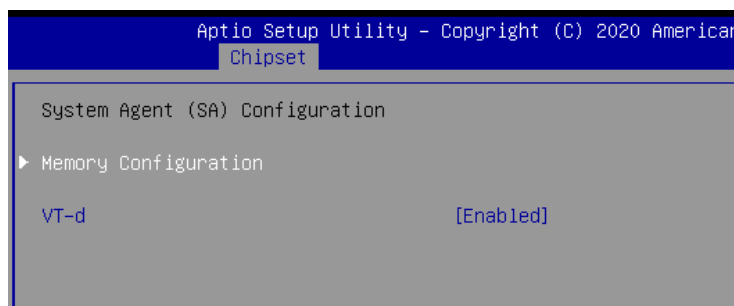 Aptio Setup Utility – Copyright (C) 2020 American
Chipset
System Agent (SA) Configuration
Memory Configuration
VT-d [Enabled]